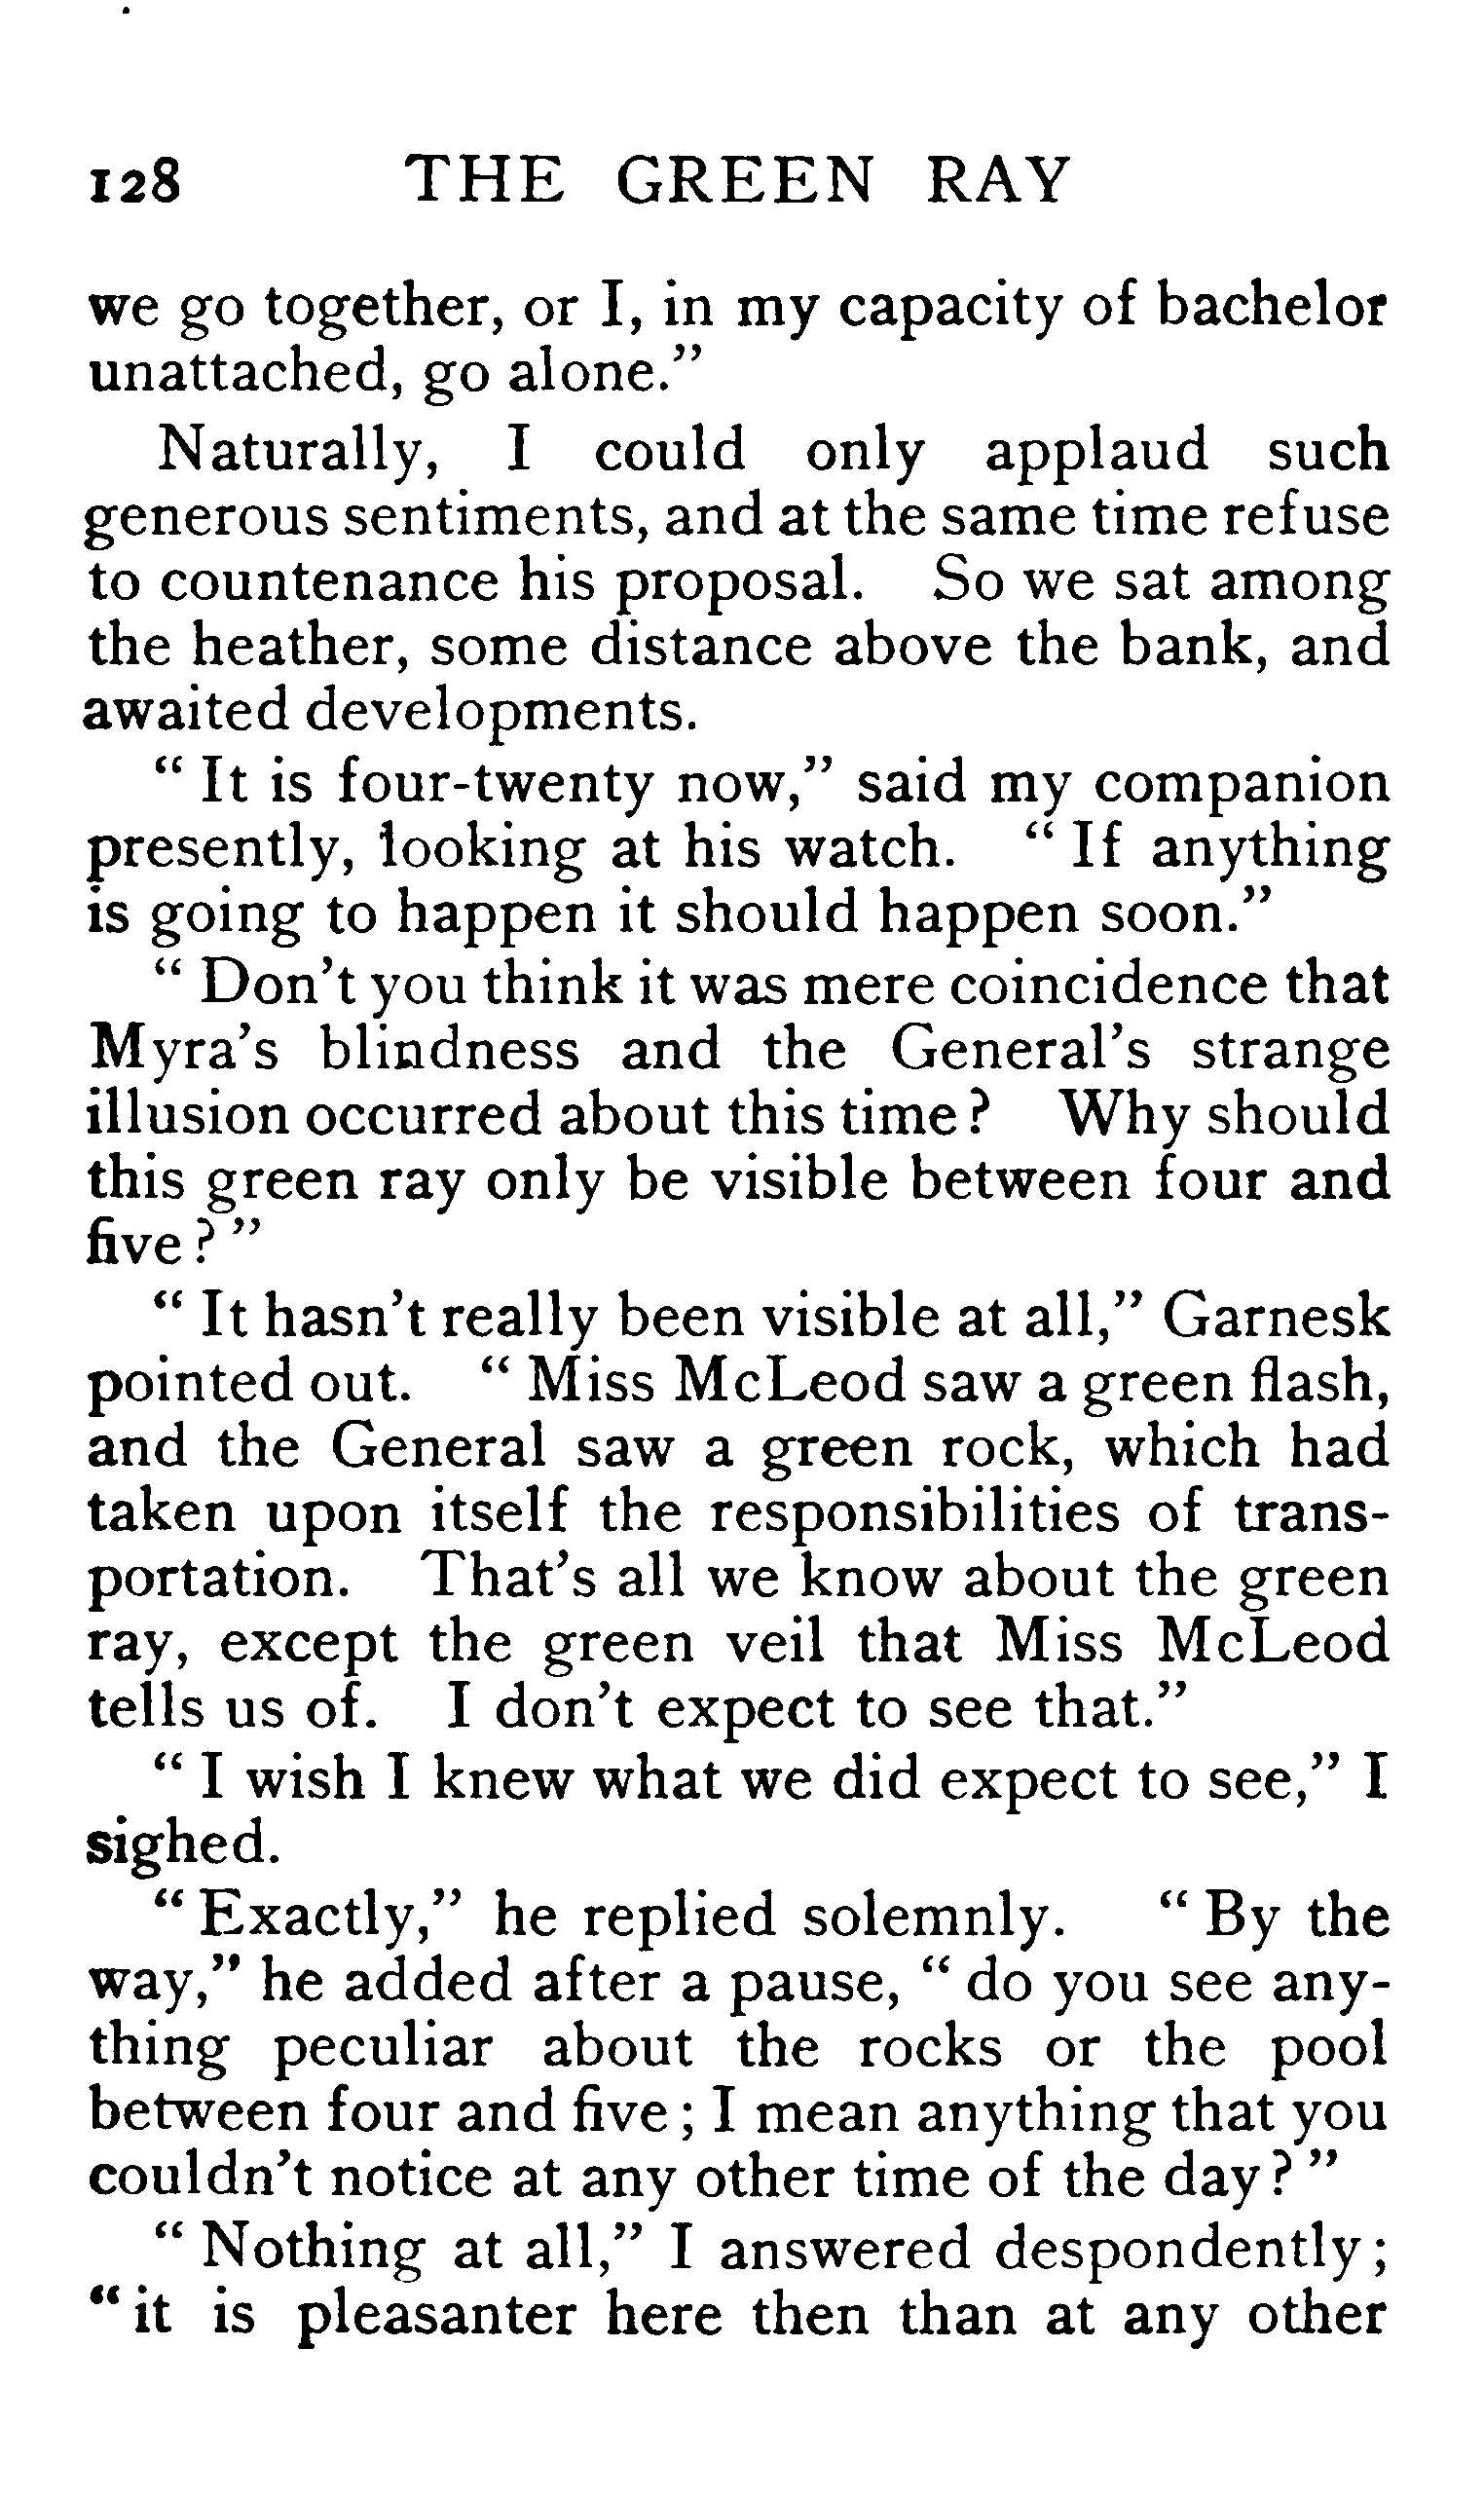 128 THE GREEN RAY
we go together, or I, in my capacity of bachelor
unattached, go alone.”
Naturally, I could only applaud such
generous sentiments, and at the same time refuse
to countenance his proposal. So we sat among
the heather, some distance above the bank, and
awaited developments.
“ It is four-twenty now,” said my companion
presently, looking at his watch. “ If anything
is going to happen it should happen soon.”
“ Don't you think it was mere coincidence that
Myra's blindness and the General's strange
illusion occurred about this time ? Why should
this green ray only be visible between four and
five ? ”
“ It hasn't really been visible at all,” Garnesk
pointed out. “ Miss McLeod saw a green flash,
and the General saw a green rock, which had
taken upon itself the responsibilities of trans-
portation. That's all we know about the green
ray, except the green veil that Miss McLeod
tells us of. I don't expect to see that.”
“ I wish I knew what we did expect to see,” I
sighed.
“ Exactly,” he replied solemnly. “ By the
way,” he added after a pause, “ do you see any-
thing peculiar about the rocks or the pool
between four and five ; I mean anything that you
couldn't notice at any other time of the day ? ”
“ Nothing at all,” I answered despondently ;
“ it is pleasanter here then than at any other